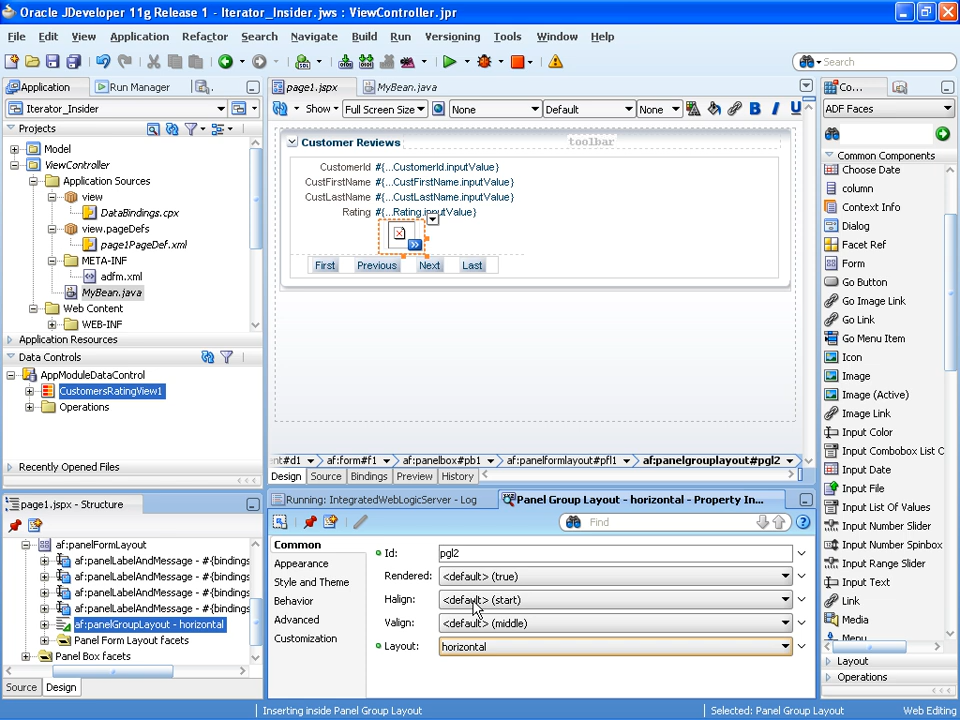 Oracle JDeveloper 11g Release 1 - Iterator_Insider.jws : ViewController.jpr
File Edit View Application Refactor Search Navigate Build Run Versioning Tools Window Help
Search
Application
Run Manager
Iterator_Insider
Projects
Model
ViewController
Application Sources
view
DataBindings.cpx
view.pageDefs
page1PageDef.xml
META-INF
adfm.xml
MyBean.java
Web Content
WEB-INF
Application Resources
Data Controls
AppModuleDataControl
CustomersRatingView1
Operations
Recently Opened Files
page1.jspx - Structure
af:panelFormLayout
af:panelLabelAndMessage - #{bindings
af:panelLabelAndMessage - #{bindings
af:panelLabelAndMessage - #{bindings
af:panelLabelAndMessage - #{bindings
af:panelGroupLayout - horizontal
Panel Form Layout facets
Panel Box facets
Source Design
page1.jspx
MyBean.java
Show Full Screen Size None Default None B I U
Customer Reviews toolbar
CustomerId #{...CustomerId.inputValue}
CustFirstName #{...CustFirstName.inputValue}
CustLastName #{...CustLastName.inputValue}
Rating #{...Rating.inputValue}
First Previous Next Last
nt#d1 af:form#f1 af:panelbox#pb1 af:panelformlayout#pfl1 af:panelgrouplayout#pgl2
Design Source Bindings Preview History
Running: IntegratedWebLogicServer - Log
Panel Group Layout - horizontal - Property In...
Find
Common
Appearance
Style and Theme
Behavior
Advanced
Customization
Id: pgl2
Rendered: <default> (true)
Halign: <default> (start)
Valign: <default> (middle)
Layout: horizontal
Co...
ADF Faces
Common Components
Choose Date
column
Context Info
Dialog
Facet Ref
Form
Go Button
Go Image Link
Go Link
Go Menu Item
Icon
Image
Image (Active)
Image Link
Input Color
Input Combobox List O
Input Date
Input File
Input List Of Values
Input Number Slider
Input Number Spinbox
Input Range Slider
Input Text
Link
Media
Menu
Layout
Operations
Inserting inside Panel Group Layout
Selected: Panel Group Layout
Web Editing